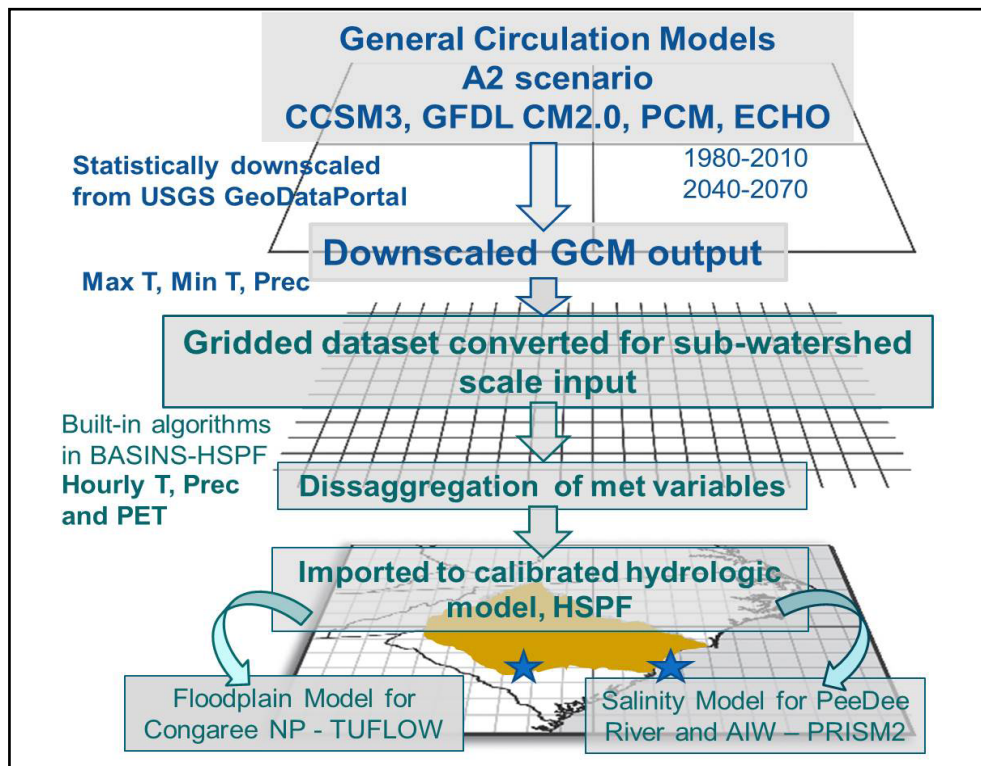 General Circulation Models
A2 scenario
CCSM3, GFDL CM2.0, PCM, ECHO
Statistically downscaled
from USGS GeoDataPortal
1980-2010
2040-2070
Downscaled GCM output
Max T, Min T, Prec
Gridded dataset converted for sub-watershed
scale input
Built-in algorithms
in BASINS-HSPF
Hourly T, Prec
and PET
Dissaggregation of met variables
Imported to calibrated hydrologic
model, HSPF
Floodplain Model for
Congaree NP - TUFLOW
Salinity Model for PeeDee
River and AIW – PRISM2